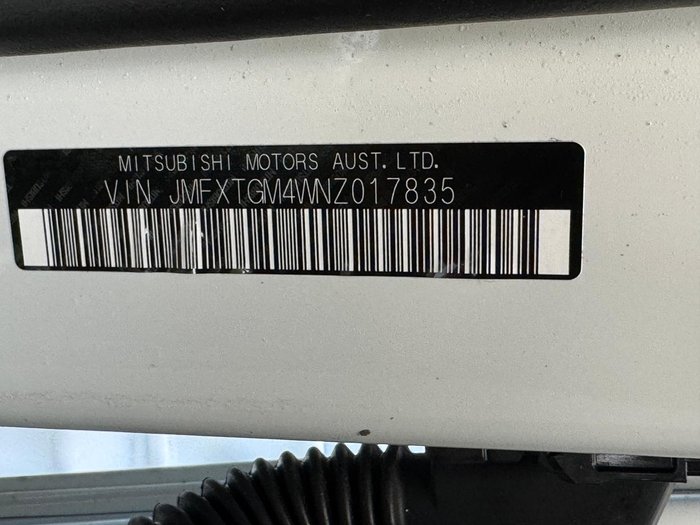 MITSUBISHI MOTORS AUST.LTD.
VIN JMFXTGM4WNZ017835